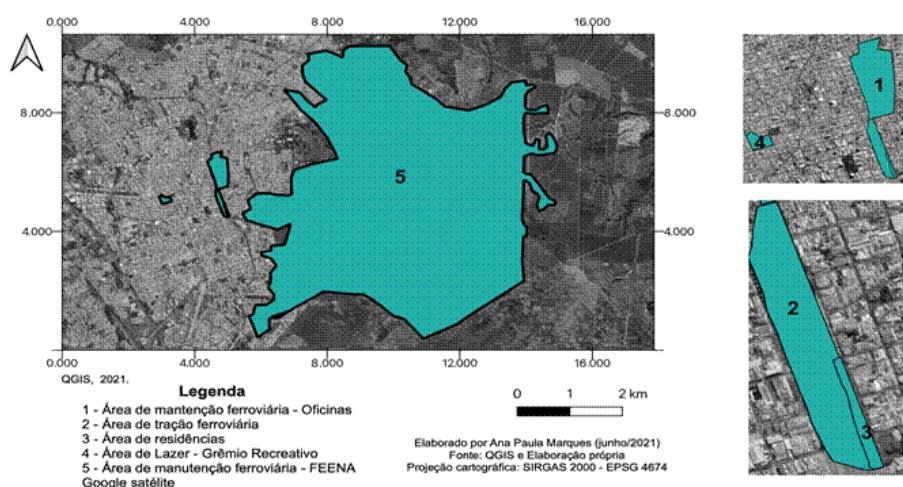 0.000 4.000 8.000 12.000 16.000
8.000 8.000
5
4.000 4.000
0.000 4.000 8.000 12.000 16.000
QGIS, 2021.
Legenda
1 - Área de mantenção ferroviária - Oficinas
2 - Área de tração ferroviária
3 - Área de residências
4 - Área de Lazer - Grêmio Recreativo
5 - Área de manutenção ferroviária - FEENA
Google satélite
0 1 2 km
Elaborado por Ana Paula Marques (junho/2021)
Fonte: QGIS e Elaboração própria
Projeção cartográfica: SIRGAS 2000 - EPSG 4674
1
4
2
3